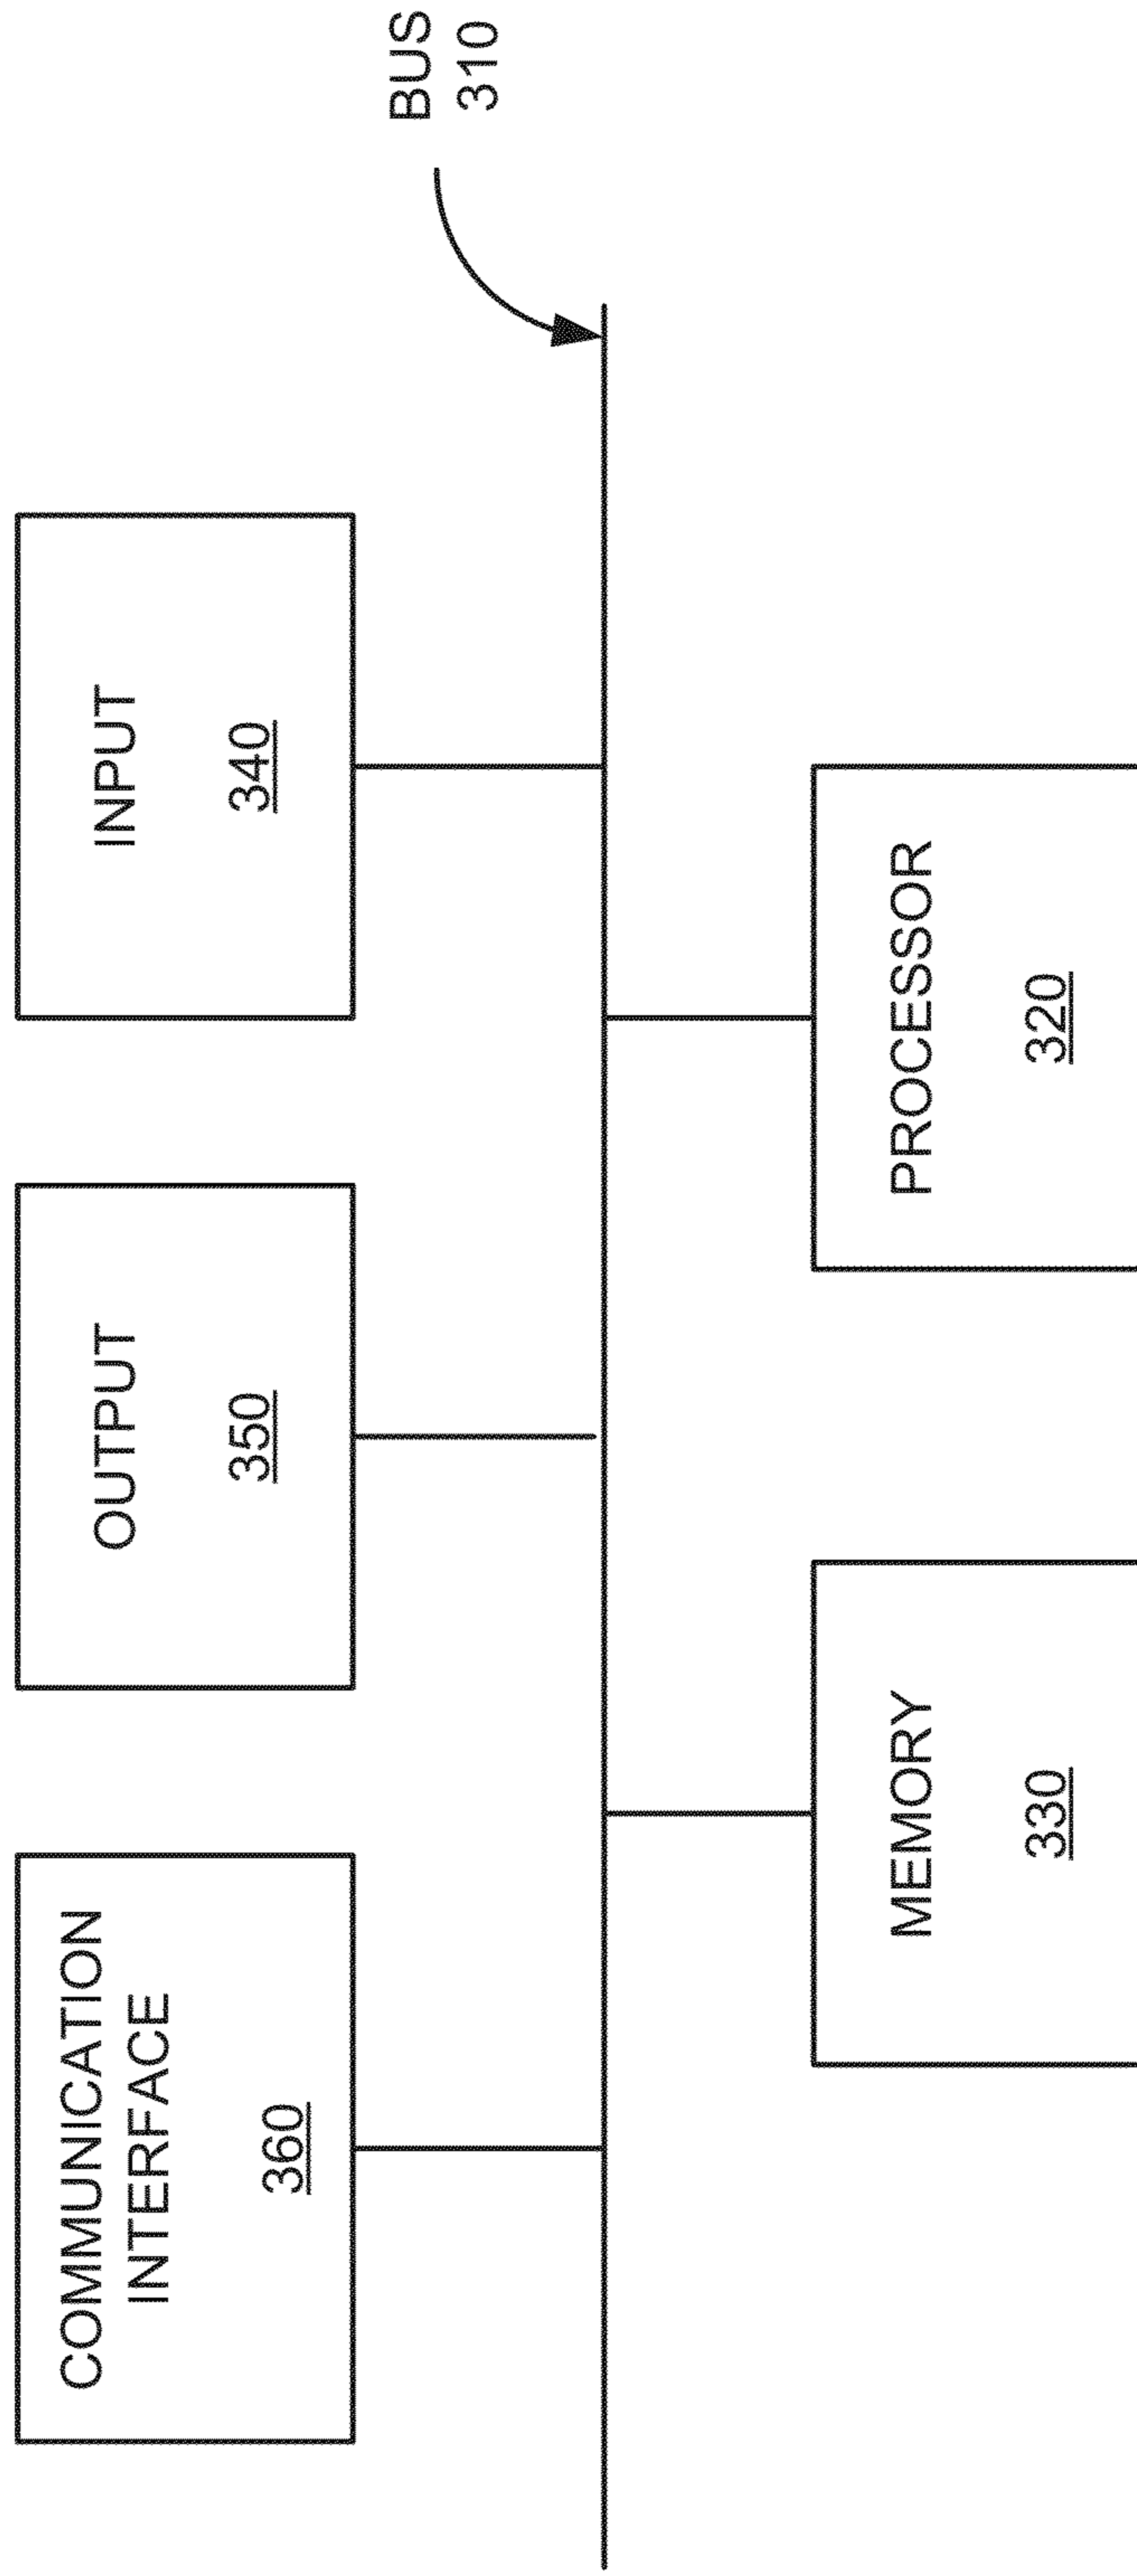 COMMUNICATION
INTERFACE
360
OUTPUT
350
INPUT
340
BUS
310
MEMORY
330
PROCESSOR
320